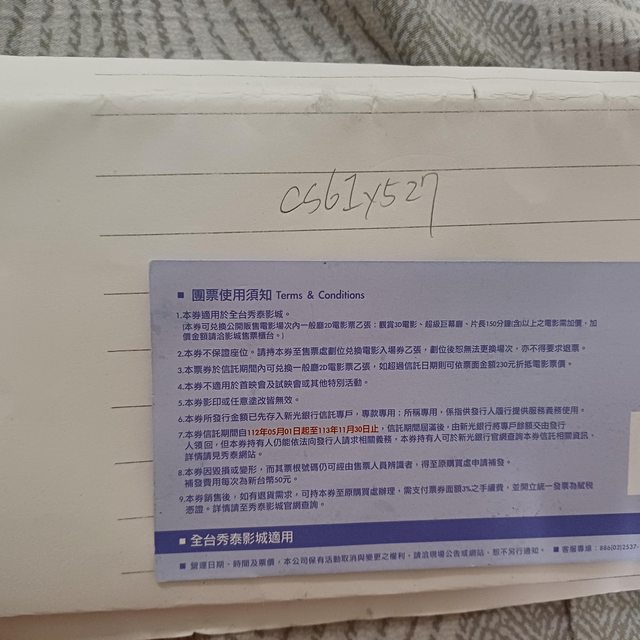 cs61y527
■ 團票使用須知 Terms & Conditions
1.本券適用於全台秀泰影城。
(本券可兌換公開販售電影場次內一般廳2D電影票乙張;觀賞3D電影、超級巨幕廳、片長150分鐘(含)以上之電影需加價,加
價金額請洽影城售票櫃台。)
2.本券不保證座位。請持本券至售票處劃位兌換電影入場券乙張,劃位後恕無法更換場次,亦不得要求退票。
3.本票券於信託期間內可兌換一般廳2D電影票乙張,如超過信託日期則可依票面金額230元折抵電影票價。
4.本券不適用於首映會及試映會或其他特別活動。
5.本券影印或任意塗改皆無效。
6.本券所發行金額已先存入新光銀行信託專戶,專款專用;所稱專用,係指供發行人履行提供服務義務使用。
7.本券信託期間自112年05月01日起至113年11月30日止,信託期間屆滿後,由新光銀行將專戶餘額交由發行
人領回,但本券持有人仍能依法向發行人請求相關義務,本券持有人可於新光銀行官網查詢本券信託相關資訊,
詳情請見秀泰網站。
8.本券因毀損或變形,而其票根號碼仍可經由售票人員辨識者,得至原購買處申請補發。
補發費用每次為新台幣50元。
9.本券銷售後,如有退貨需求,可持本券至原購買處辦理,需支付票券面額3%之手續費,並開立統一發票為賦稅
憑證。詳情請至秀泰影城官網查詢。
■ 全台秀泰影城適用
■ 營運日期、時間及票價,本公司保有活動取消與變更之權利,請洽現場公告或網站,恕不另行通知。 ■ 客服專線:886(02)2537-